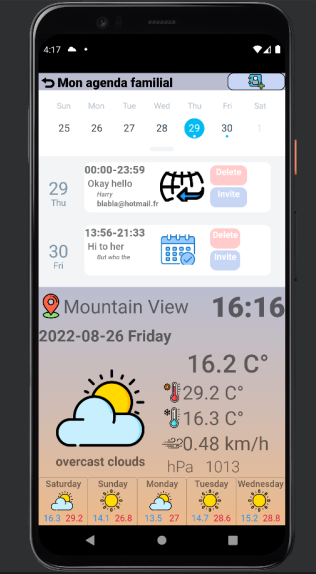 4:17
Mon agenda familial
Sun Mon Tue Wed Thu Fri Sat
25 26 27 28 29 30 1
29
Thu
00:00-23:59
Okay hello
Harry
blabla@hotmail.fr
Delete
Invite
30
Fri
13:56-21:33
Hi to her
But who the
Delete
Invite
Mountain View 16:16
2022-08-26 Friday
16.2 C°
29.2 C°
16.3 C°
0.48 km/h
hPa 1013
overcast clouds
Saturday Sunday Monday Tuesday Wednesday
16.3 29.2 14.1 26.8 13.5 27 14.7 28.6 15.2 28.8